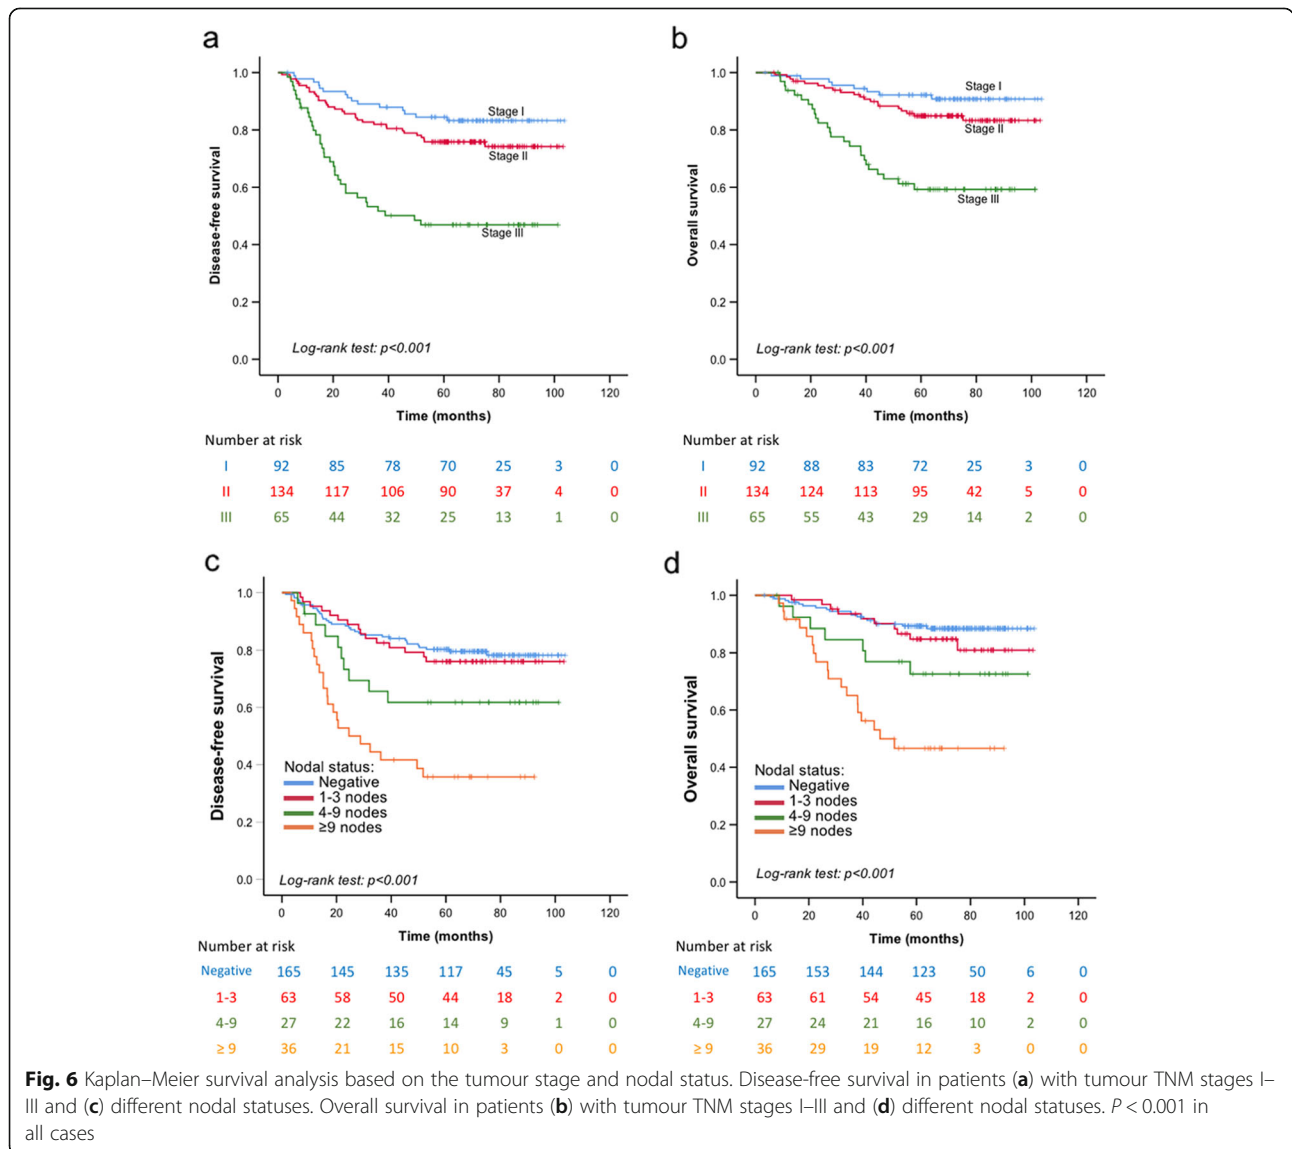 a
1.0
0.8
0.6
0.4
0.2
0.0
Disease-free survival
Stage I
Stage II
Stage III
Log-rank test: p<0.001
0 20 40 60 80 100 120
Time (months)
Number at risk
I 92 85 78 70 25 3 0
II 134 117 106 90 37 4 0
III 65 44 32 25 13 1 0
b
1.0
0.8
0.6
0.4
0.2
0.0
Overall survival
Stage I
Stage II
Stage III
Log-rank test: p<0.001
0 20 40 60 80 100 120
Time (months)
Number at risk
I 92 88 83 72 25 3 0
II 134 124 113 95 42 5 0
III 65 55 43 29 14 2 0
c
1.0
0.8
0.6
0.4
0.2
0.0
Disease-free survival
Nodal status:
Negative
1-3 nodes
4-9 nodes
≥9 nodes
Log-rank test: p<0.001
0 20 40 60 80 100 120
Time (months)
Number at risk
Negative 165 145 135 117 45 5 0
1-3 63 58 50 44 18 2 0
4-9 27 22 16 14 9 1 0
≥ 9 36 21 15 10 3 0 0
d
1.0
0.8
0.6
0.4
0.2
0.0
Overall survival
Nodal status:
Negative
1-3 nodes
4-9 nodes
≥9 nodes
Log-rank test: p<0.001
0 20 40 60 80 100 120
Time (months)
Number at risk
Negative 165 153 144 123 50 6 0
1-3 63 61 54 45 18 2 0
4-9 27 24 21 16 10 2 0
≥ 9 36 29 19 12 3 0 0
Fig. 6 Kaplan–Meier survival analysis based on the tumour stage and nodal status. Disease-free survival in patients (a) with tumour TNM stages I–
III and (c) different nodal statuses. Overall survival in patients (b) with tumour TNM stages I–III and (d) different nodal statuses. P < 0.001 in
all cases